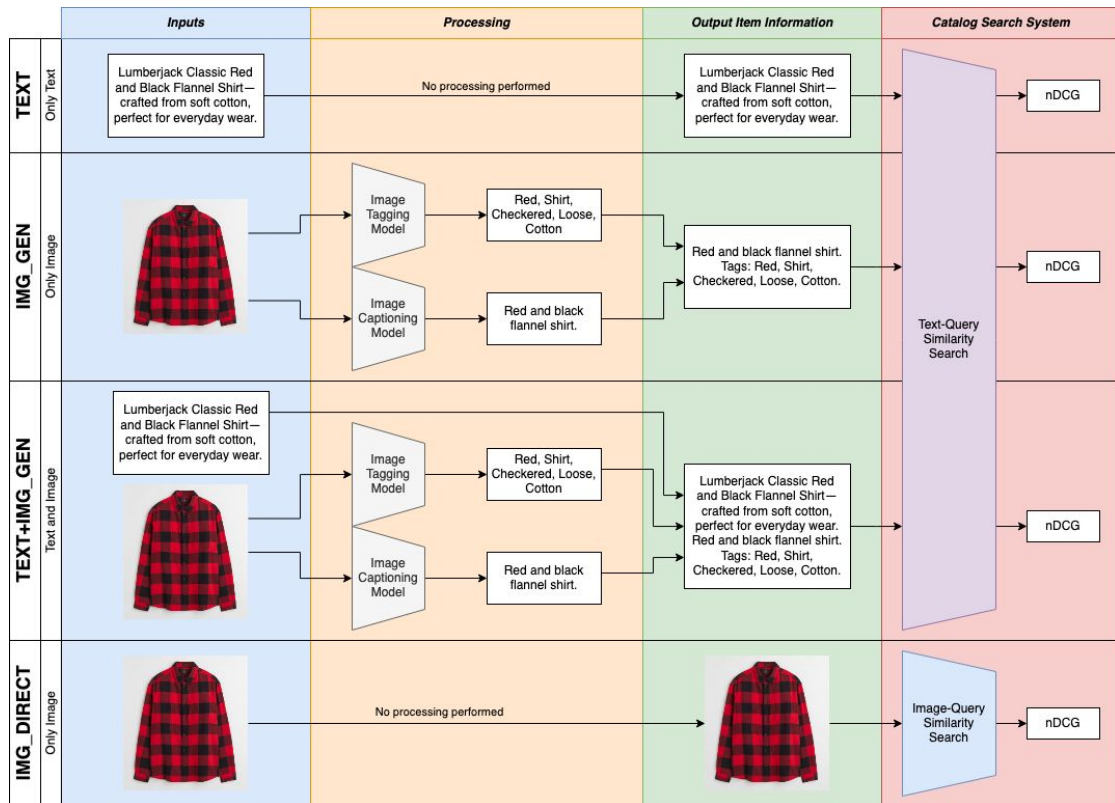 Inputs
Processing
Output Item Information
Catalog Search System
TEXT
Only Text
Lumberjack Classic Red
and Black Flannel Shirt—
crafted from soft cotton,
perfect for everyday wear.
No processing performed
Lumberjack Classic Red
and Black Flannel Shirt—
crafted from soft cotton,
perfect for everyday wear.
nDCG
IMG_GEN
Only Image
Image
Tagging
Model
Red, Shirt,
Checkered, Loose,
Cotton
Image
Captioning
Model
Red and black
flannel shirt.
Red and black flannel shirt.
Tags: Red, Shirt,
Checkered, Loose, Cotton.
nDCG
Text-Query
Similarity
Search
TEXT+IMG_GEN
Text and Image
Lumberjack Classic Red
and Black Flannel Shirt—
crafted from soft cotton,
perfect for everyday wear.
Image
Tagging
Model
Red, Shirt,
Checkered, Loose,
Cotton
Image
Captioning
Model
Red and black
flannel shirt.
Lumberjack Classic Red
and Black Flannel Shirt—
crafted from soft cotton,
perfect for everyday wear.
Red and black flannel shirt.
Tags: Red, Shirt,
Checkered, Loose, Cotton.
nDCG
IMG_DIRECT
Only Image
No processing performed
Image-Query
Similarity
Search
nDCG